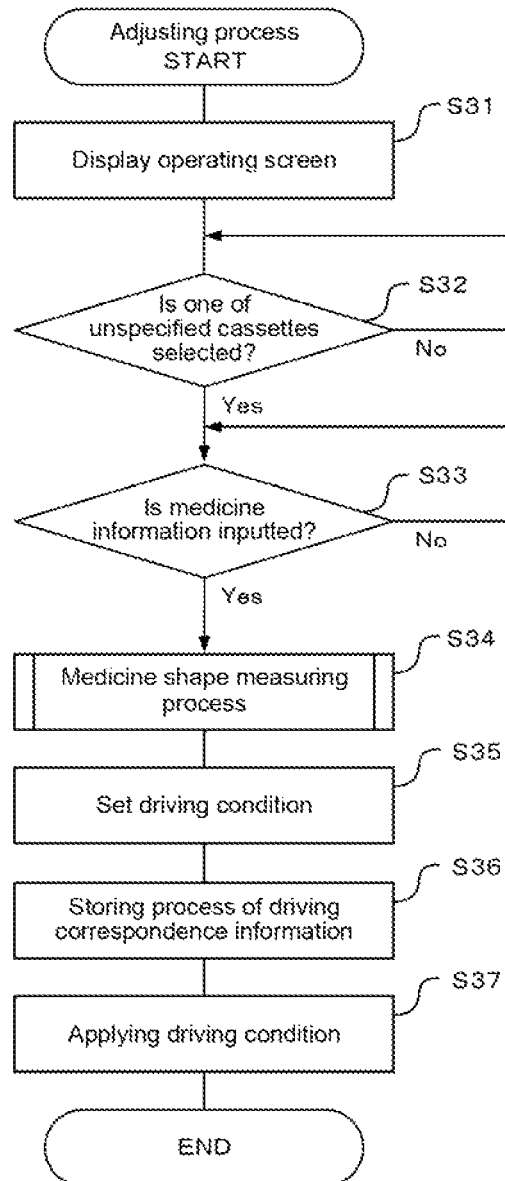 Adjusting process
START
S31
Display operating screen
S32
Is one of
unspecified cassettes
selected?
No
Yes
S33
Is medicine
information inputted?
No
Yes
S34
Medicine shape measuring
process
S35
Set driving condition
S36
Storing process of driving
correspondence information
S37
Applying driving condition
END